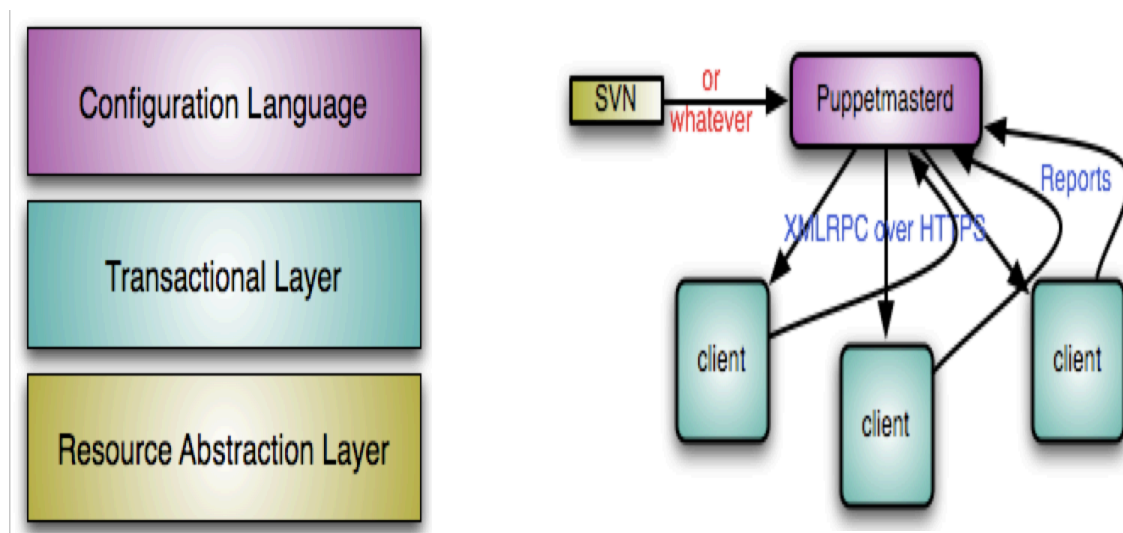 Configuration Language
Transactional Layer
Resource Abstraction Layer
SVN
or
whatever
Puppetmasterd
Reports
XMLRPC over HTTPS
client
client
client